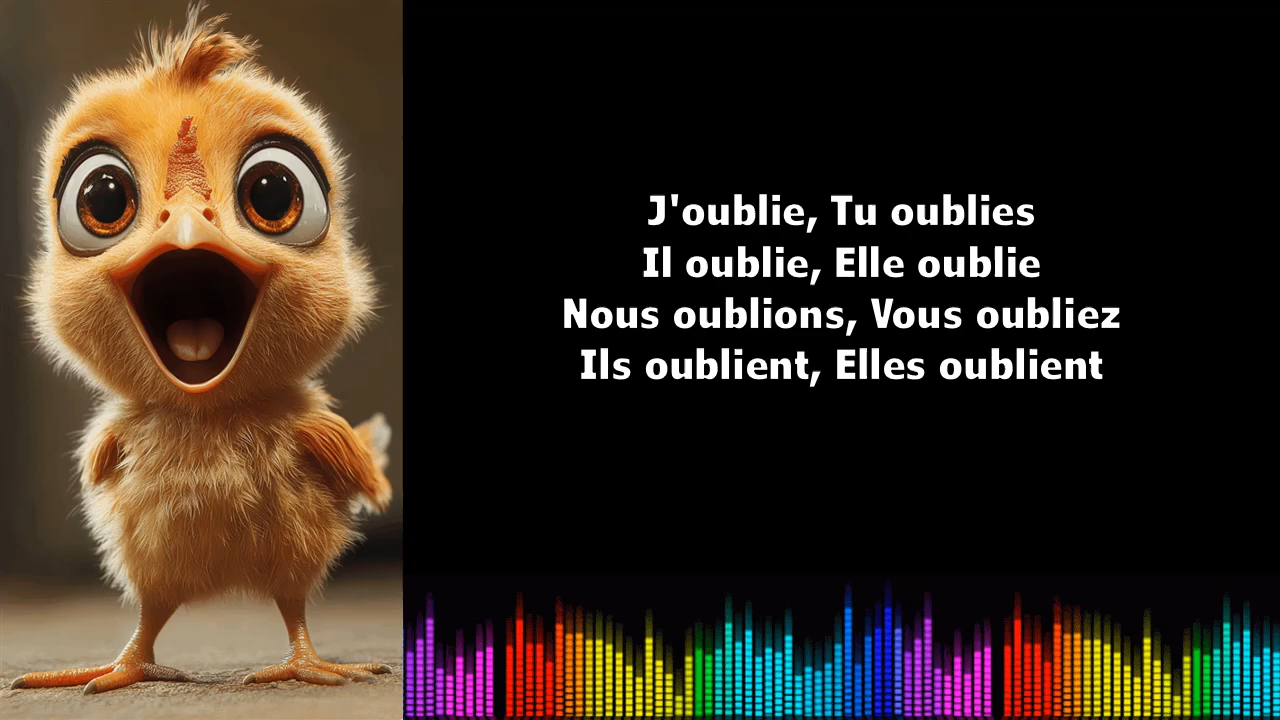 J'oublie, Tu oublies
Il oublie, Elle oublie
Nous oublions, Vous oubliez
Ils oublient, Elles oublient